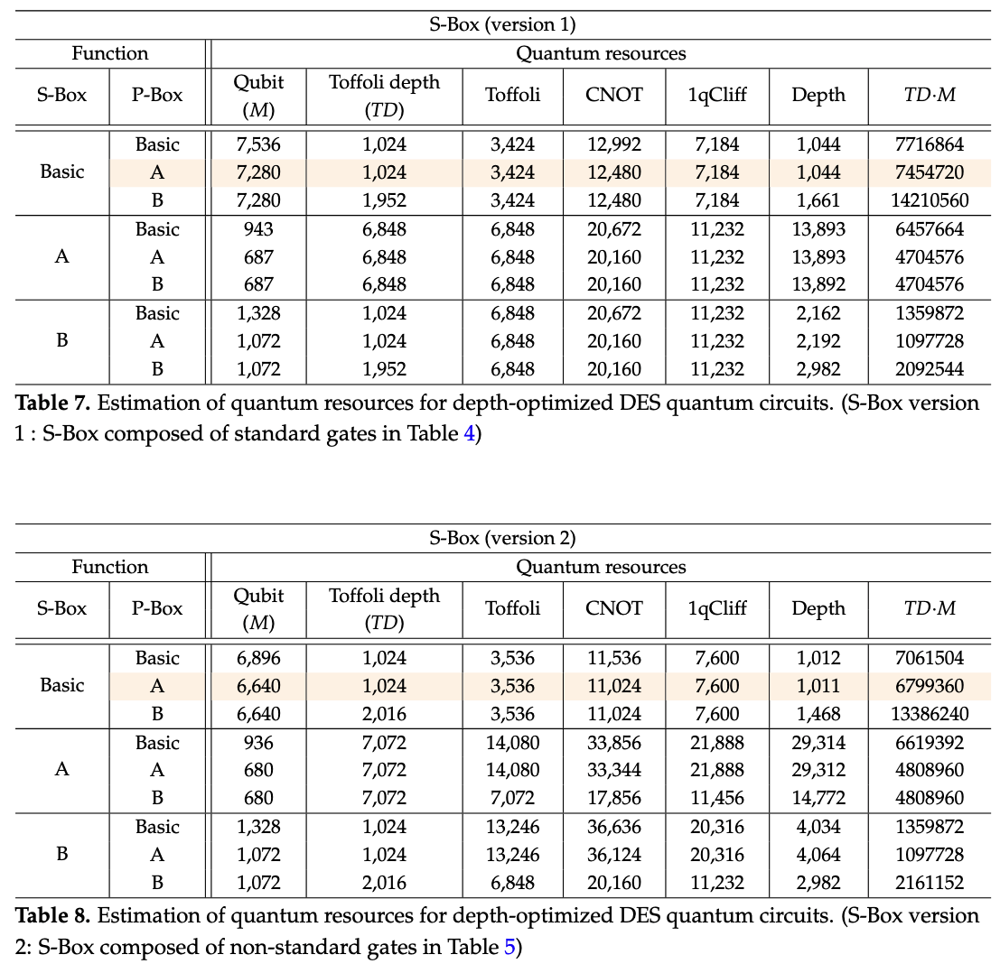 S-Box (version 1)
Function Quantum resources
S-Box P-Box Qubit (M) Toffoli depth (TD) Toffoli CNOT 1qCliff Depth TD·M
Basic 7,536 1,024 3,424 12,992 7,184 1,044 7716864
Basic A 7,280 1,024 3,424 12,480 7,184 1,044 7454720
B 7,280 1,952 3,424 12,480 7,184 1,661 14210560
Basic 943 6,848 6,848 20,672 11,232 13,893 6457664
A A 687 6,848 6,848 20,160 11,232 13,893 4704576
B 687 6,848 6,848 20,160 11,232 13,892 4704576
Basic 1,328 1,024 6,848 20,672 11,232 2,162 1359872
B A 1,072 1,024 6,848 20,160 11,232 2,192 1097728
B 1,072 1,952 6,848 20,160 11,232 2,982 2092544
Table 7. Estimation of quantum resources for depth-optimized DES quantum circuits. (S-Box version
1 : S-Box composed of standard gates in Table 4)
S-Box (version 2)
Function Quantum resources
S-Box P-Box Qubit (M) Toffoli depth (TD) Toffoli CNOT 1qCliff Depth TD·M
Basic 6,896 1,024 3,536 11,536 7,600 1,012 7061504
Basic A 6,640 1,024 3,536 11,024 7,600 1,011 6799360
B 6,640 2,016 3,536 11,024 7,600 1,468 13386240
Basic 936 7,072 14,080 33,856 21,888 29,314 6619392
A A 680 7,072 14,080 33,344 21,888 29,312 4808960
B 680 7,072 7,072 17,856 11,456 14,772 4808960
Basic 1,328 1,024 13,246 36,636 20,316 4,034 1359872
B A 1,072 1,024 13,246 36,124 20,316 4,064 1097728
B 1,072 2,016 6,848 20,160 11,232 2,982 2161152
Table 8. Estimation of quantum resources for depth-optimized DES quantum circuits. (S-Box version
2: S-Box composed of non-standard gates in Table 5)